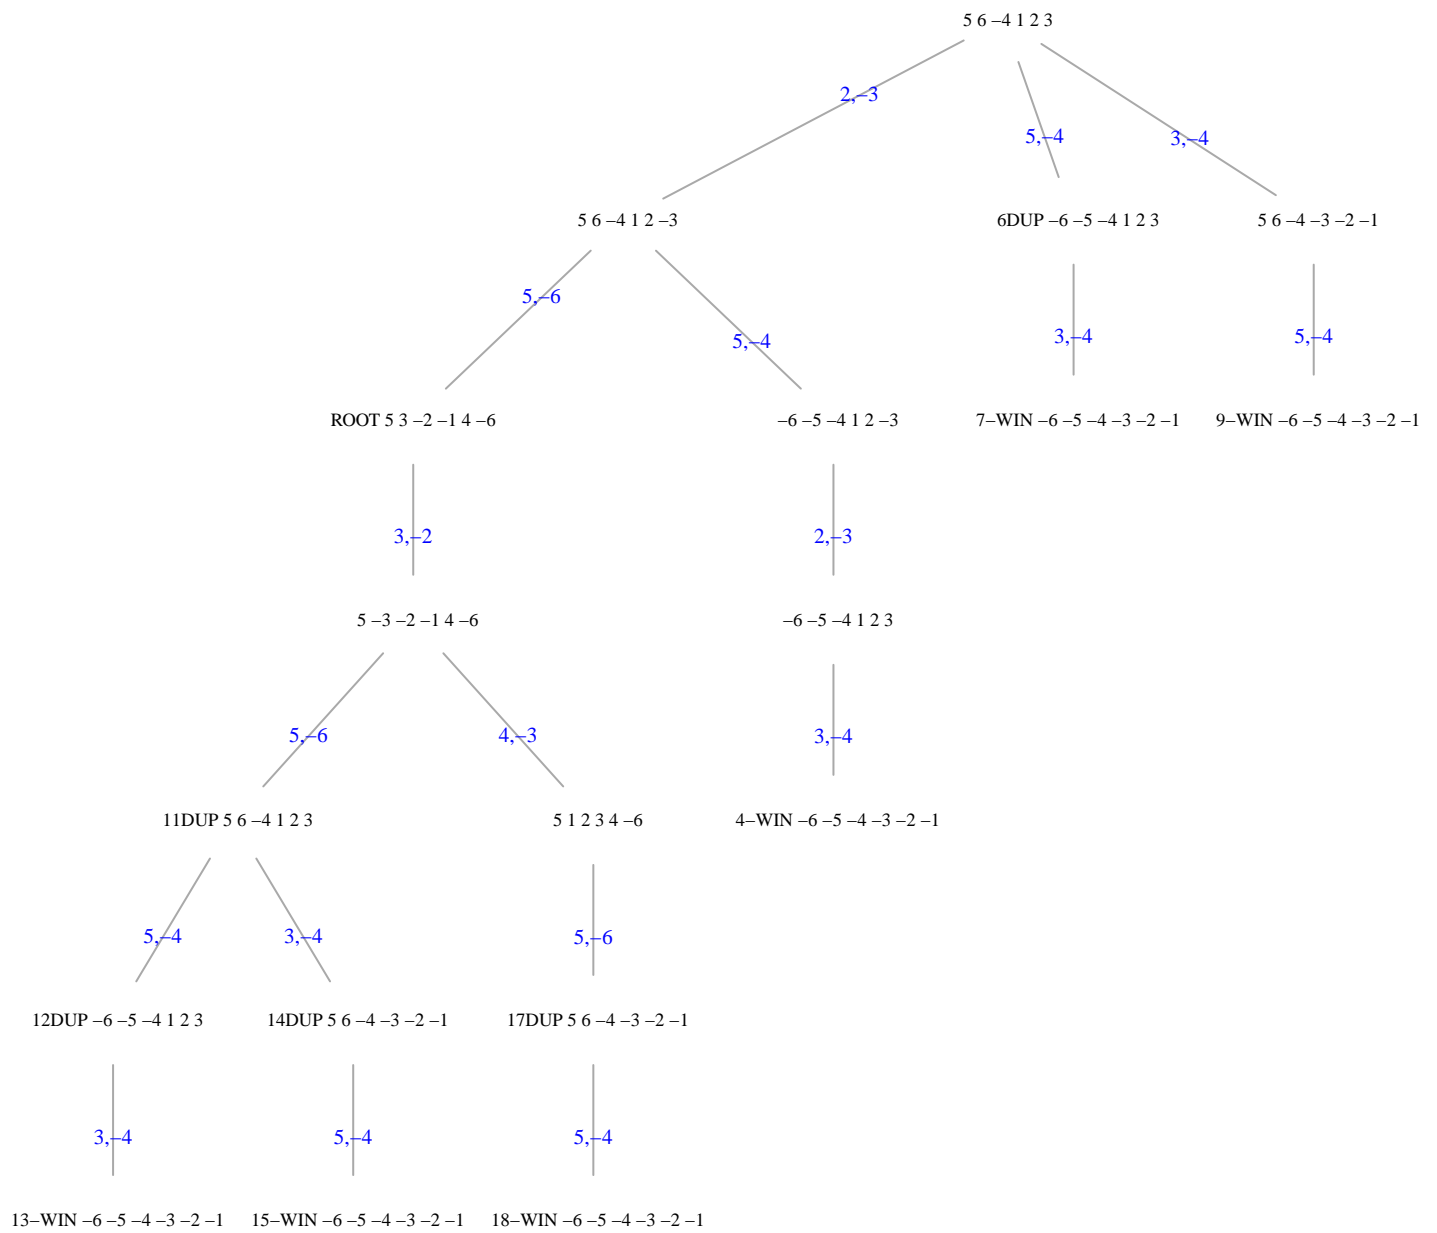 5 6 –4 1 2 3
2,–3
5,–4
3,–4
5 6 –4 1 2 –3
6DUP –6 –5 –4 1 2 3
5 6 –4 –3 –2 –1
5,–6
5,–4
3,–4
5,–4
ROOT 5 3 –2 –1 4 –6
–6 –5 –4 1 2 –3
7–WIN –6 –5 –4 –3 –2 –1
9–WIN –6 –5 –4 –3 –2 –1
3,–2
2,–3
5 –3 –2 –1 4 –6
–6 –5 –4 1 2 3
5,–6
4,–3
3,–4
11DUP 5 6 –4 1 2 3
5 1 2 3 4 –6
4–WIN –6 –5 –4 –3 –2 –1
5,–4
3,–4
5,–6
12DUP –6 –5 –4 1 2 3
14DUP 5 6 –4 –3 –2 –1
17DUP 5 6 –4 –3 –2 –1
3,–4
5,–4
5,–4
13–WIN –6 –5 –4 –3 –2 –1
15–WIN –6 –5 –4 –3 –2 –1
18–WIN –6 –5 –4 –3 –2 –1